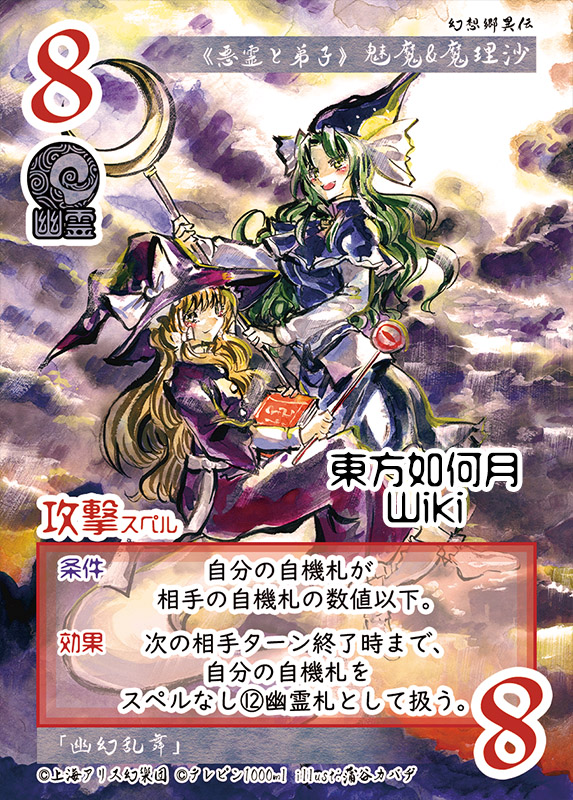 幻想郷異伝
8
《悪霊と弟子》 魅魔&魔理沙
幽霊
東方如何月
Wiki
攻撃スペル
条件 自分の自機札が
相手の自機札の数値以下。
効果 次の相手ターン終了時まで、
自分の自機札を
スペルなし⑫幽霊札として扱う。
8
「幽幻乱舞」
©上海アリス幻樂団 ©テレピン1000ml illust:蒲谷カバヂ